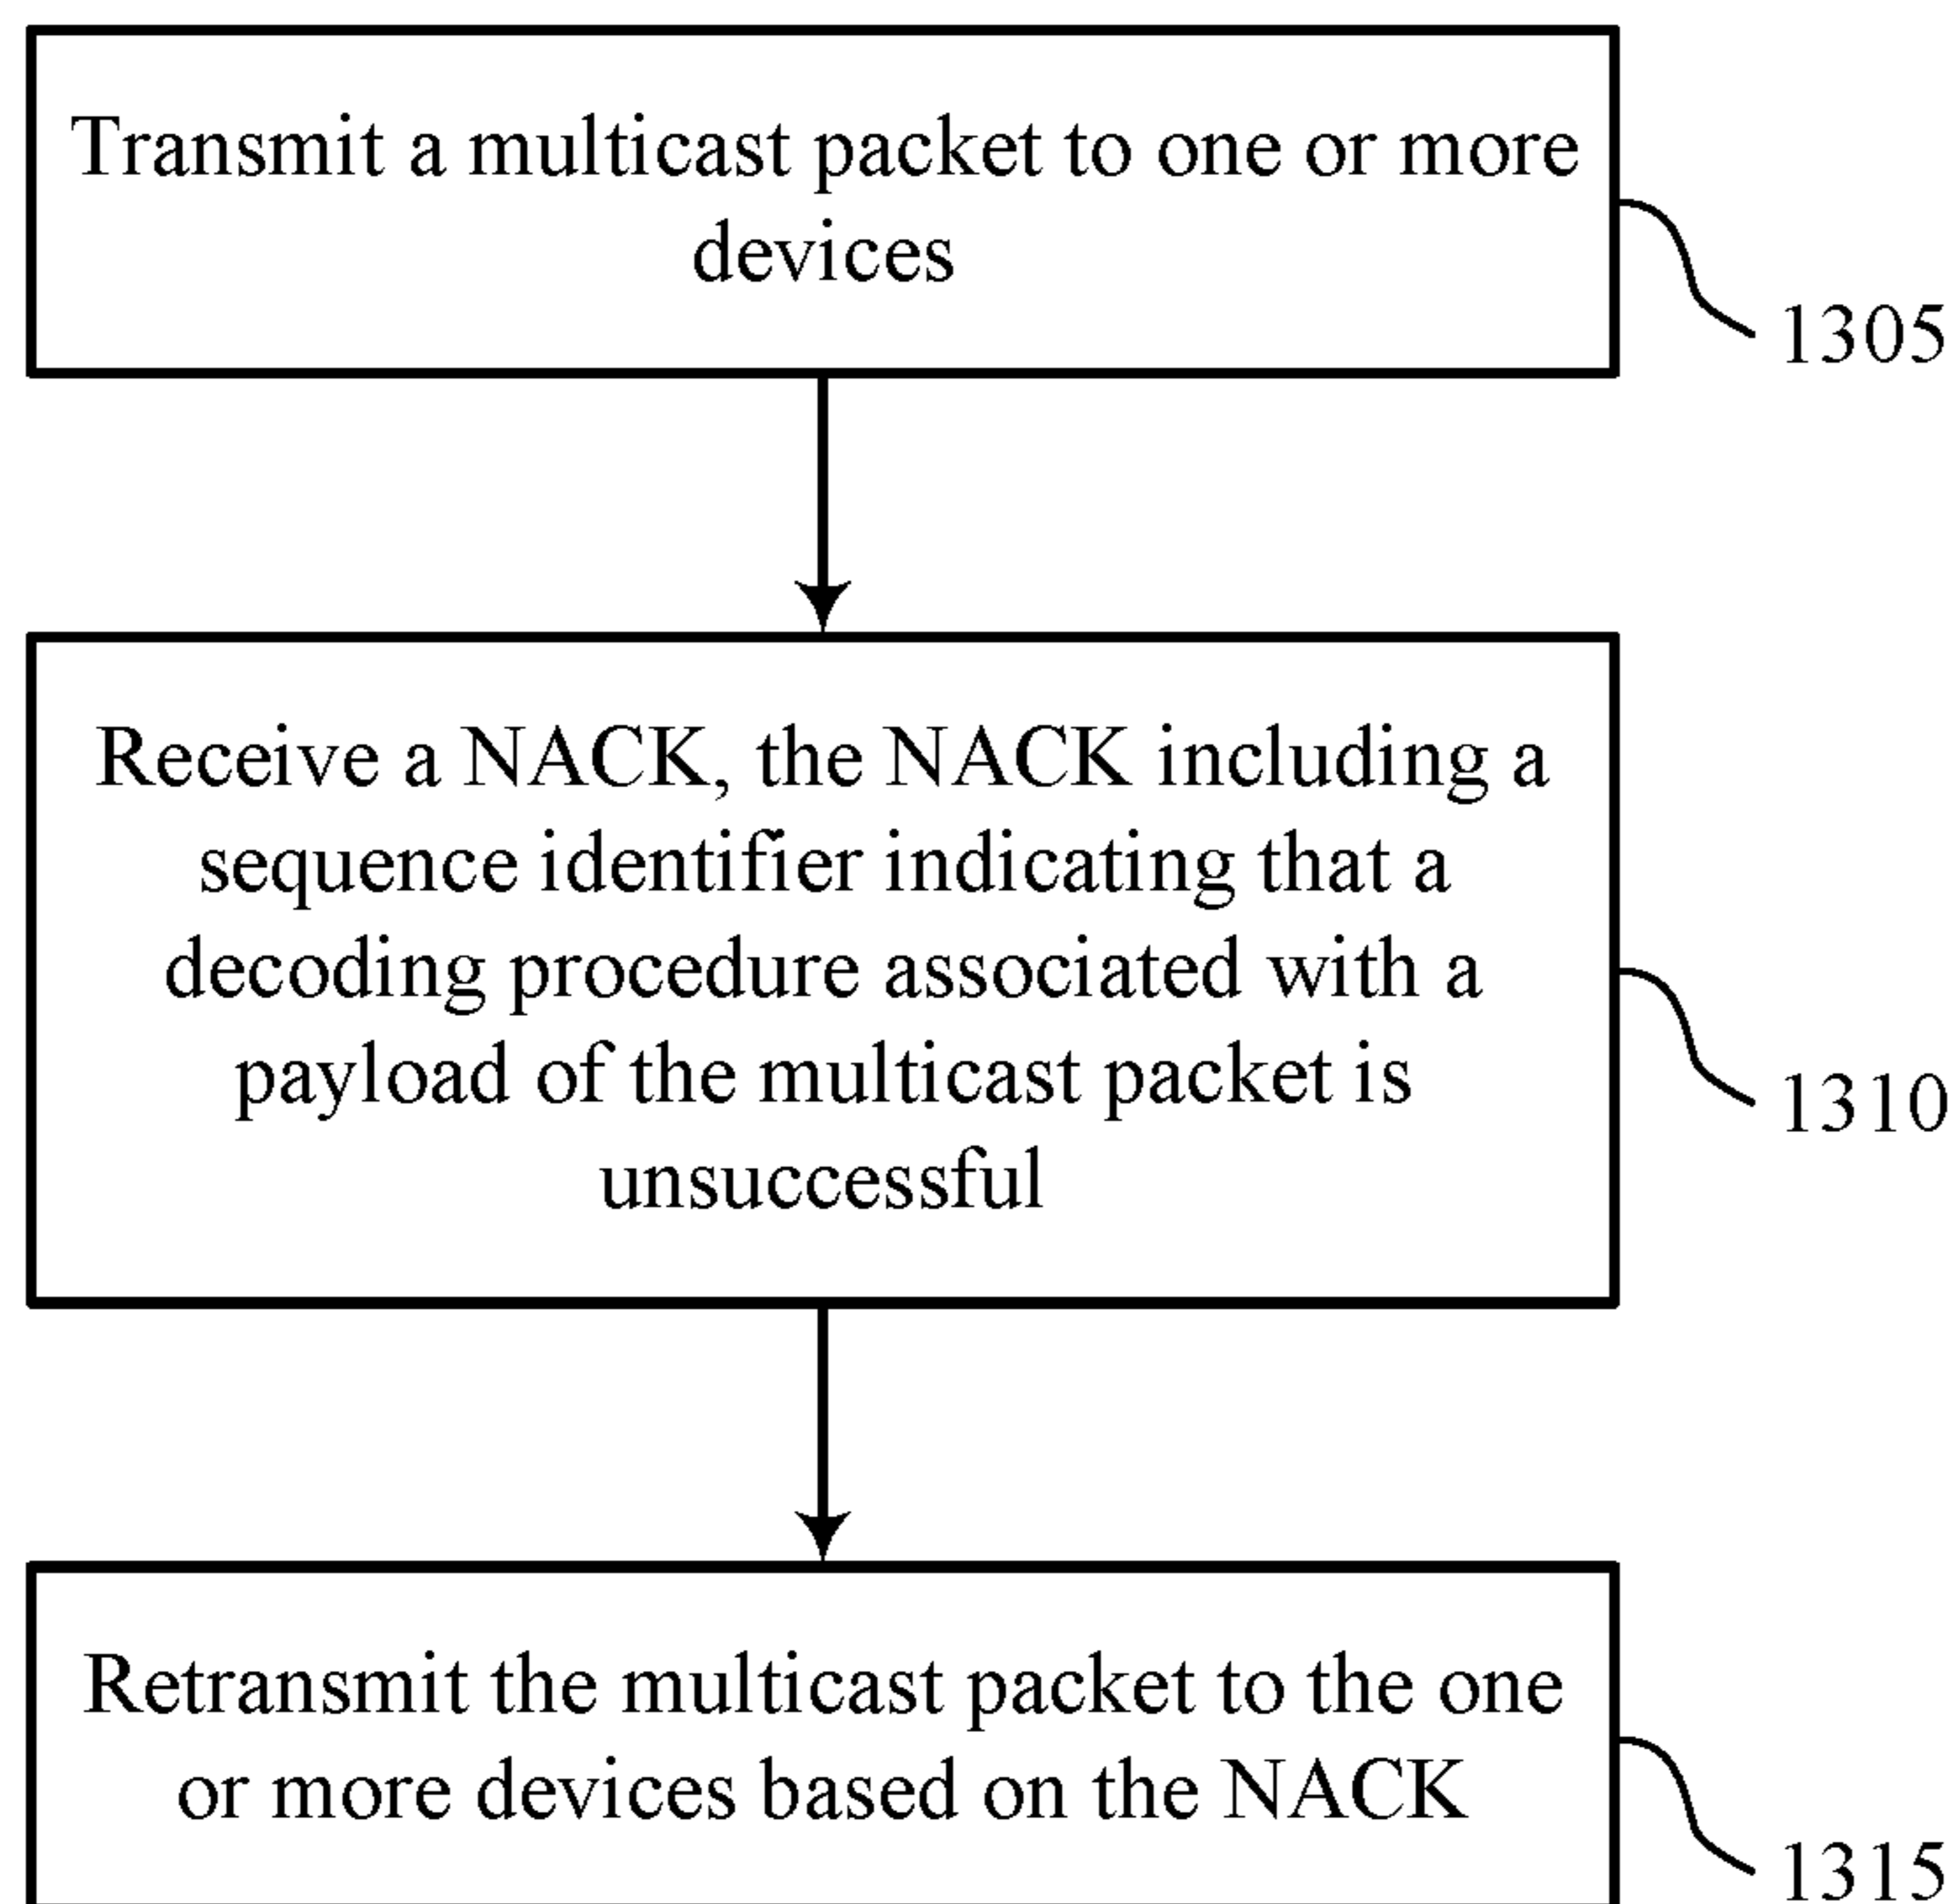 Transmit a multicast packet to one or more
devices
1305
Receive a NACK, the NACK including a
sequence identifier indicating that a
decoding procedure associated with a
payload of the multicast packet is
unsuccessful
1310
Retransmit the multicast packet to the one
or more devices based on the NACK
1315